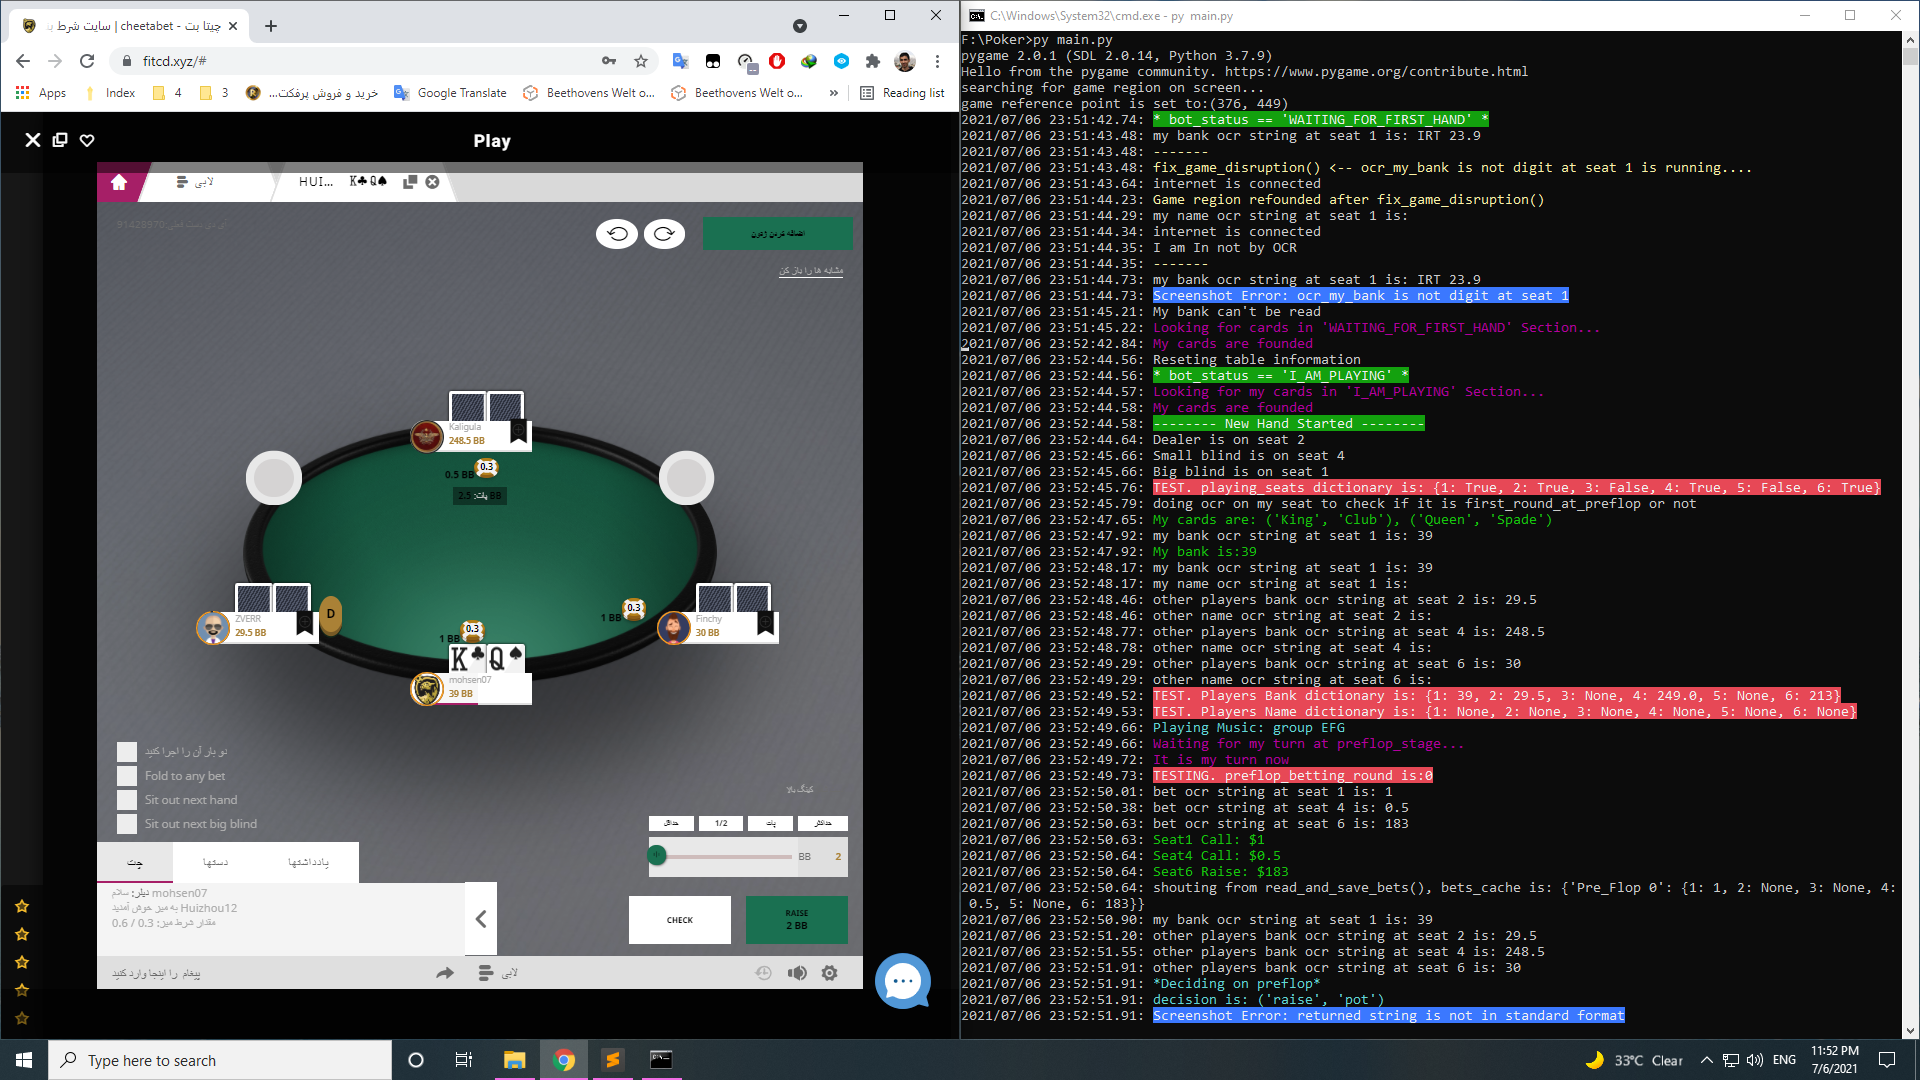 چیتا بت - cheetabet | سایت شرط ب
fitcd.xyz/#
Apps
Index
4
3
خرید و فروش پرفکت...
Google Translate
Beethovens Welt o...
Beethovens Welt o...
»
Reading list
Play
لابی
HUI...
K♣Q♠
اضافه کردن ژتون
مشابه ها را باز کن
Kaligula
248.5 BB
0.5 BB
0.3
پات: 2.5 BB
ZVERR
29.5 BB
D
1 BB
0.3
Finchy
30 BB
1 BB
0.3
K♣ Q♠
mohsen07
39 BB
دو بار آن را اجرا کنید
Fold to any bet
Sit out next hand
Sit out next big blind
کینگ بالا
حداقل
1/2
پات
حداکثر
BB 2
چت
دستها
یادداشتها
دیلر: سلام mohsen07
به میز خوش آمدید Huizhou12
مقدار شرط میز: 0.3 / 0.6
CHECK
RAISE
2 BB
پیغام را اینجا وارد کنید
لابی
C:\Windows\System32\cmd.exe - py  main.py
F:\Poker>py main.py
pygame 2.0.1 (SDL 2.0.14, Python 3.7.9)
Hello from the pygame community. https://www.pygame.org/contribute.html
searching for game region on screen...
game reference point is set to:(376, 449)
2021/07/06 23:51:42.74: * bot_status == 'WAITING_FOR_FIRST_HAND' *
2021/07/06 23:51:43.48: my bank ocr string at seat 1 is: IRT 23.9
2021/07/06 23:51:43.48: -------
2021/07/06 23:51:43.48: fix_game_disruption() <-- ocr_my_bank is not digit at seat 1 is running....
2021/07/06 23:51:43.64: internet is connected
2021/07/06 23:51:44.23: Game region refounded after fix_game_disruption()
2021/07/06 23:51:44.29: my name ocr string at seat 1 is:
2021/07/06 23:51:44.34: internet is connected
2021/07/06 23:51:44.35: I am In not by OCR
2021/07/06 23:51:44.35: -------
2021/07/06 23:51:44.73: my bank ocr string at seat 1 is: IRT 23.9
2021/07/06 23:51:44.73: Screenshot Error: ocr_my_bank is not digit at seat 1
2021/07/06 23:51:45.21: My bank can't be read
2021/07/06 23:51:45.22: Looking for cards in 'WAITING_FOR_FIRST_HAND' Section...
2021/07/06 23:52:42.84: My cards are founded
2021/07/06 23:52:44.56: Reseting table information
2021/07/06 23:52:44.56: * bot_status == 'I_AM_PLAYING' *
2021/07/06 23:52:44.57: Looking for my cards in 'I_AM_PLAYING' Section...
2021/07/06 23:52:44.58: My cards are founded
2021/07/06 23:52:44.58: -------- New Hand Started --------
2021/07/06 23:52:44.64: Dealer is on seat 2
2021/07/06 23:52:45.66: Small blind is on seat 4
2021/07/06 23:52:45.66: Big blind is on seat 1
2021/07/06 23:52:45.76: TEST. playing_seats dictionary is: {1: True, 2: True, 3: False, 4: True, 5: False, 6: True}
2021/07/06 23:52:45.79: doing ocr on my seat to check if it is first_round_at_preflop or not
2021/07/06 23:52:47.65: My cards are: ('King', 'Club'), ('Queen', 'Spade')
2021/07/06 23:52:47.92: my bank ocr string at seat 1 is: 39
2021/07/06 23:52:47.92: My bank is:39
2021/07/06 23:52:48.17: my bank ocr string at seat 1 is: 39
2021/07/06 23:52:48.17: my name ocr string at seat 1 is:
2021/07/06 23:52:48.46: other players bank ocr string at seat 2 is: 29.5
2021/07/06 23:52:48.46: other name ocr string at seat 2 is:
2021/07/06 23:52:48.77: other players bank ocr string at seat 4 is: 248.5
2021/07/06 23:52:48.78: other name ocr string at seat 4 is:
2021/07/06 23:52:49.29: other players bank ocr string at seat 6 is: 30
2021/07/06 23:52:49.29: other name ocr string at seat 6 is:
2021/07/06 23:52:49.52: TEST. Players Bank dictionary is: {1: 39, 2: 29.5, 3: None, 4: 249.0, 5: None, 6: 213}
2021/07/06 23:52:49.53: TEST. Players Name dictionary is: {1: None, 2: None, 3: None, 4: None, 5: None, 6: None}
2021/07/06 23:52:49.66: Playing Music: group EFG
2021/07/06 23:52:49.66: Waiting for my turn at preflop_stage...
2021/07/06 23:52:49.72: It is my turn now
2021/07/06 23:52:49.73: TESTING. preflop_betting_round is:0
2021/07/06 23:52:50.01: bet ocr string at seat 1 is: 1
2021/07/06 23:52:50.38: bet ocr string at seat 4 is: 0.5
2021/07/06 23:52:50.63: bet ocr string at seat 6 is: 183
2021/07/06 23:52:50.63: Seat1 Call: $1
2021/07/06 23:52:50.64: Seat4 Call: $0.5
2021/07/06 23:52:50.64: Seat6 Raise: $183
2021/07/06 23:52:50.64: shouting from read_and_save_bets(), bets_cache is: {'Pre_Flop 0': {1: 1, 2: None, 3: None, 4:
0.5, 5: None, 6: 183}}
2021/07/06 23:52:50.90: my bank ocr string at seat 1 is: 39
2021/07/06 23:52:51.20: other players bank ocr string at seat 2 is: 29.5
2021/07/06 23:52:51.55: other players bank ocr string at seat 4 is: 248.5
2021/07/06 23:52:51.91: other players bank ocr string at seat 6 is: 30
2021/07/06 23:52:51.91: *Deciding on preflop*
2021/07/06 23:52:51.91: decision is: ('raise', 'pot')
2021/07/06 23:52:51.91: Screenshot Error: returned string is not in standard format
Type here to search
33°C Clear
ENG
11:52 PM
7/6/2021